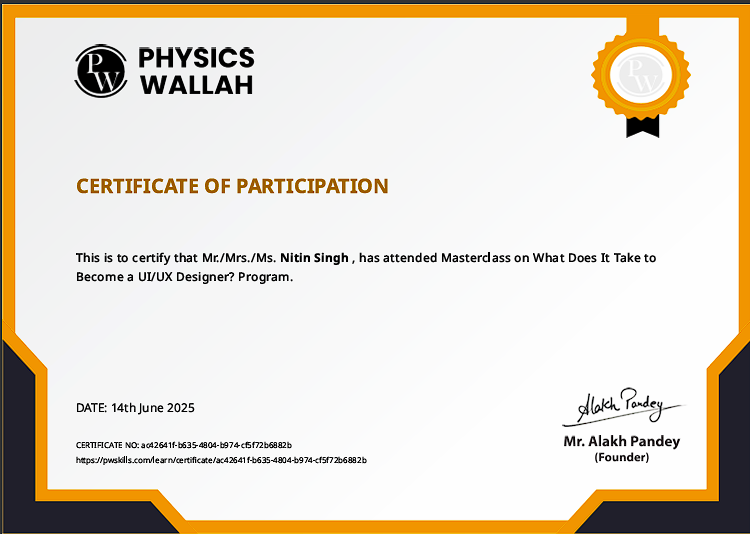 PW PHYSICS
WALLAH
PW
CERTIFICATE OF PARTICIPATION
This is to certify that Mr./Mrs./Ms. Nitin Singh , has attended Masterclass on What Does It Take to
Become a UI/UX Designer? Program.
DATE: 14th June 2025
CERTIFICATE NO: ac42641f-b635-4804-b974-cf5f72b6882b
https://pwskills.com/learn/certificate/ac42641f-b635-4804-b974-cf5f72b6882b
Alakh Pandey
Mr. Alakh Pandey
(Founder)